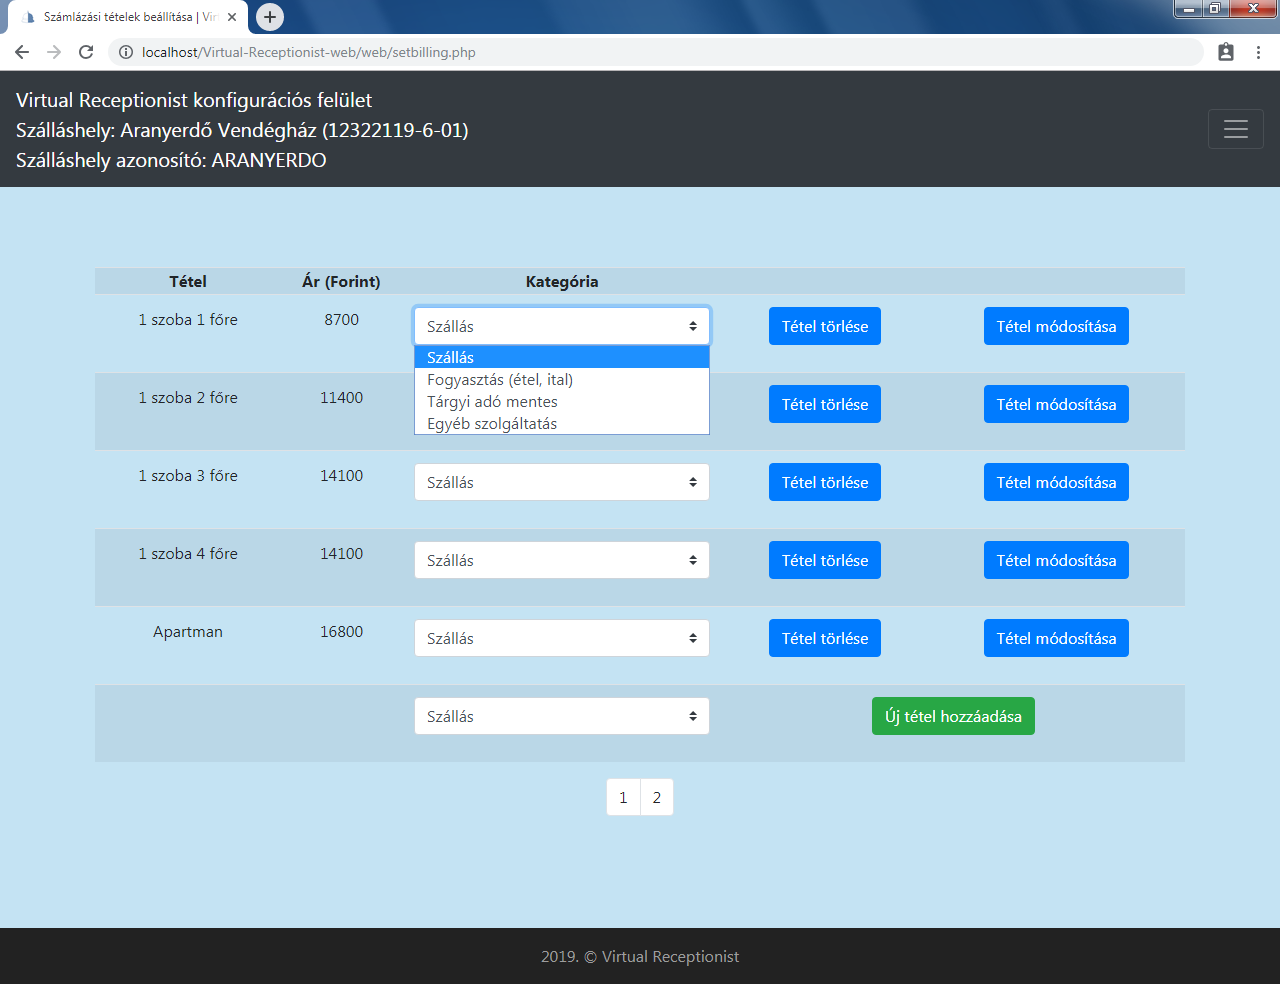 Számlázási tételek beállítása | Vir
localhost/Virtual-Receptionist-web/web/setbilling.php
Virtual Receptionist konfigurációs felület
Szálláshely: Aranyerdő Vendégház (12322119-6-01)
Szálláshely azonosító: ARANYERDO
Tétel Ár (Forint) Kategória
1 szoba 1 főre 8700 Szállás Tétel törlése Tétel módosítása
Szállás
Fogyasztás (étel, ital)
Tárgyi adó mentes
Egyéb szolgáltatás
1 szoba 2 főre 11400 Tétel törlése Tétel módosítása
1 szoba 3 főre 14100 Szállás Tétel törlése Tétel módosítása
1 szoba 4 főre 14100 Szállás Tétel törlése Tétel módosítása
Apartman 16800 Szállás Tétel törlése Tétel módosítása
Szállás Új tétel hozzáadása
1 2
2019. © Virtual Receptionist